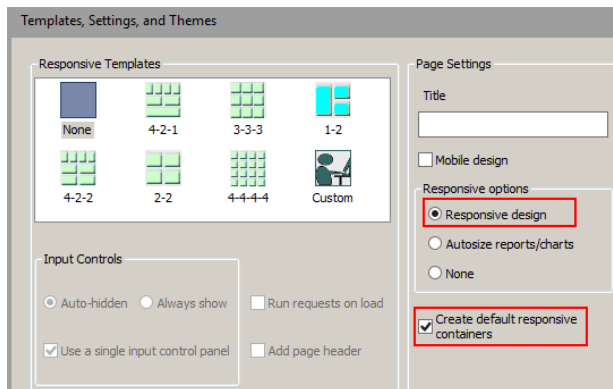 Templates, Settings, and Themes
Responsive Templates
None
4-2-1
3-3-3
1-2
4-2-2
2-2
4-4-4-4
Custom
Input Controls
Auto-hidden
Always show
Run requests on load
Use a single input control panel
Add page header
Page Settings
Title
Mobile design
Responsive options
Responsive design
Autosize reports/charts
None
Create default responsive
containers